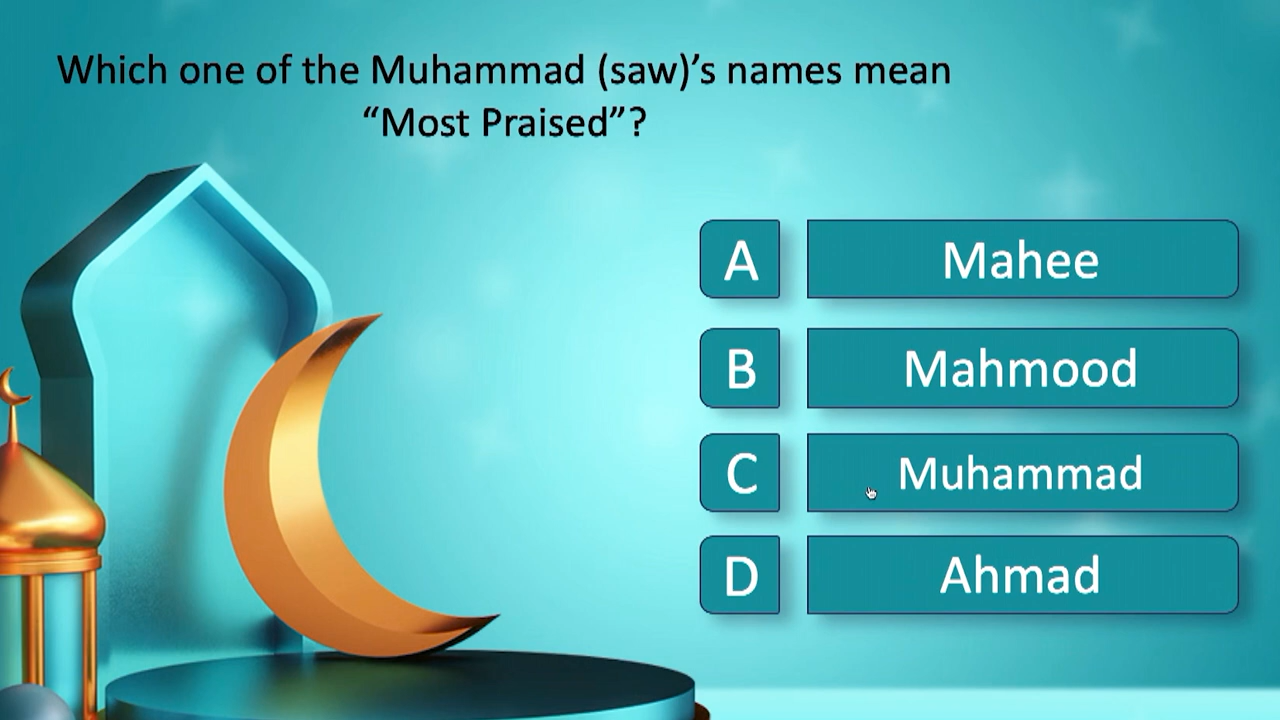 Which one of the Muhammad (saw)’s names mean
“Most Praised”?
A Mahee
B Mahmood
C Muhammad
D Ahmad